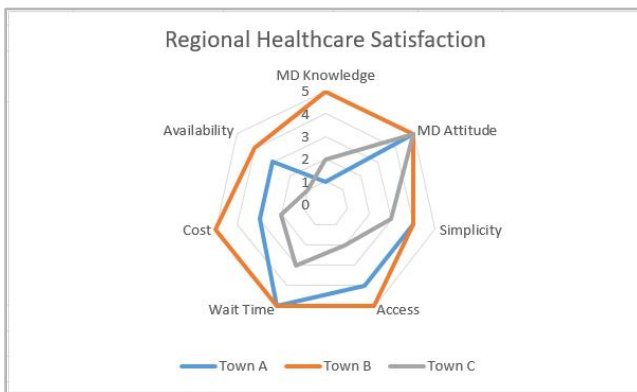 Regional Healthcare Satisfaction
MD Knowledge
5
4
3
2
1
0
Availability
MD Attitude
Cost
Simplicity
Wait Time
Access
Town A
Town B
Town C